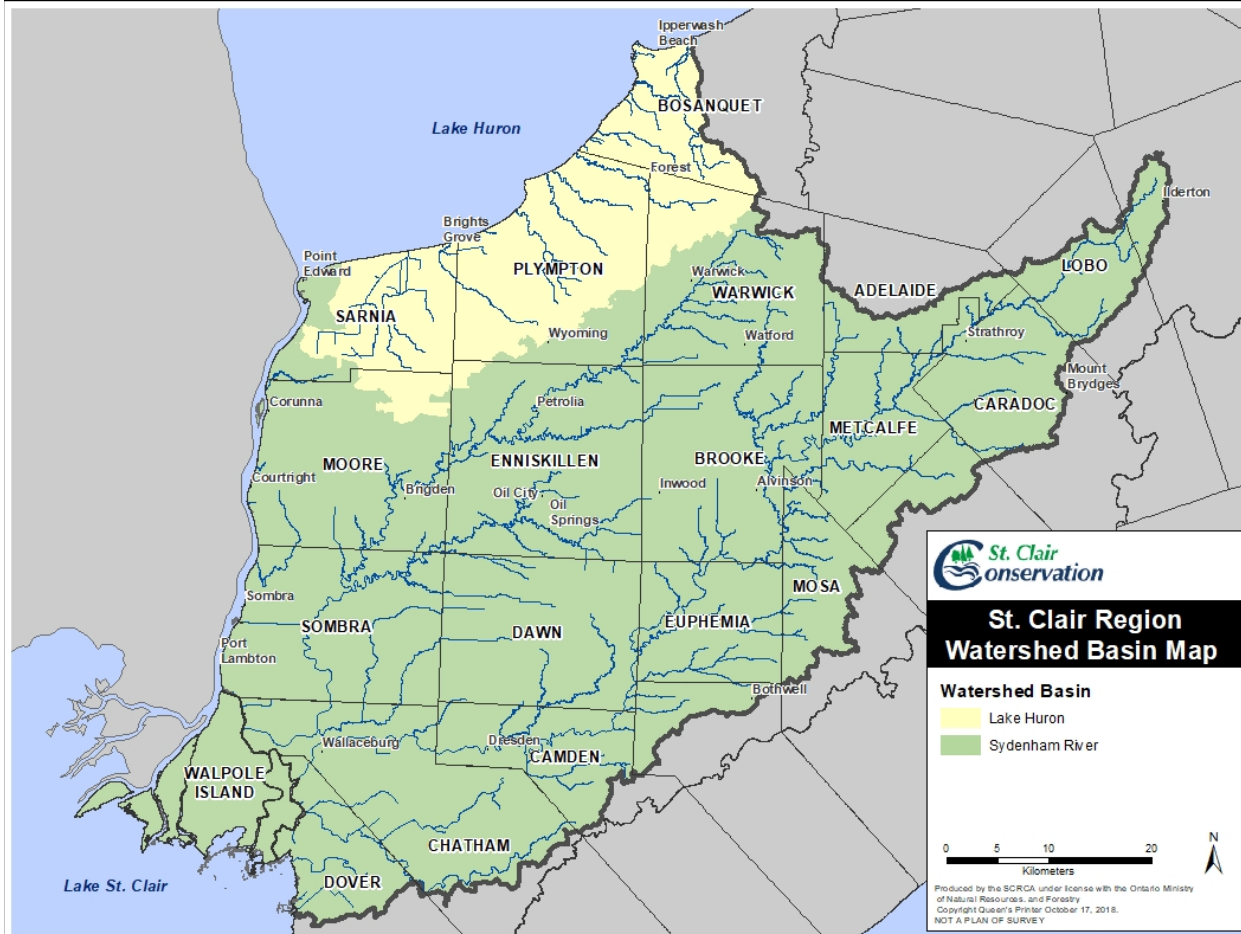 Ipperwash
Beach
BOSANQUET
Lake Huron
Forest
Ilderton
Brights
Grove
Point
Edward
PLYMPTON
LOBO
Warwick
WARWICK
ADELAIDE
SARNIA
Wyoming
Watford
Strathroy
Mount
Brydges
Corunna
Petrolia
CARADOC
METCALFE
MOORE
ENNISKILLEN
BROOKE
Courtright
Brigden
Oil City
Inwood
Alvinson
Oil
Springs
Sombra
MOSA
SOMBRA
DAWN
EUPHEMIA
Port
Lambton
Bothwell
Wallaceburg
Dresden
CAMDEN
WALPOLE
ISLAND
CHATHAM
DOVER
Lake St. Clair
St. Clair
Conservation
St. Clair Region
Watershed Basin Map
Watershed Basin
Lake Huron
Sydenham River
N
0 5 10 20
Kilometers
Produced by the SCRCA under license with the Ontario Ministry
of Natural Resources. and Forestry
Copyright Queen's Printer October 17, 2018.
NOT A PLAN OF SURVEY